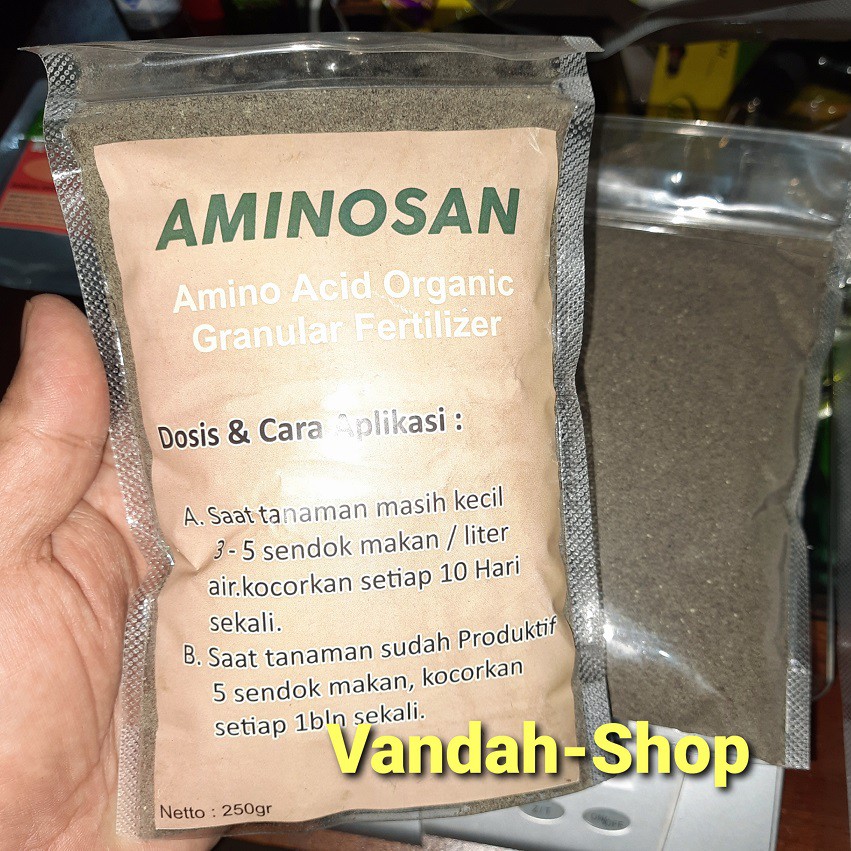 AMINOSAN
Amino Acid Organic
Granular Fertilizer
Dosis & Cara Aplikasi :
A. Saat tanaman masih kecil
3 - 5 sendok makan / liter
air.kocorkan setiap 10 Hari
sekali.
B. Saat tanaman sudah Produktif
5 sendok makan, kocorkan
setiap 1bln sekali.
Vandah-Shop
Netto : 250gr